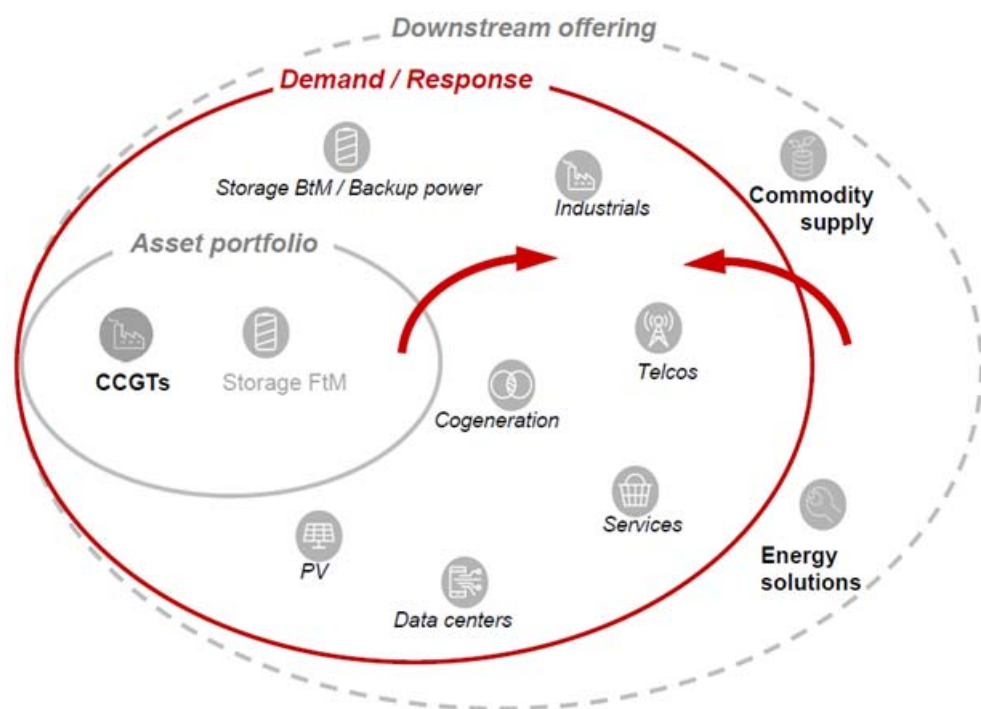 Downstream offering
Demand / Response
Storage BtM / Backup power
Industrials
Commodity
supply
Asset portfolio
CCGTs
Storage FtM
Telcos
Cogeneration
Services
PV
Energy
solutions
Data centers